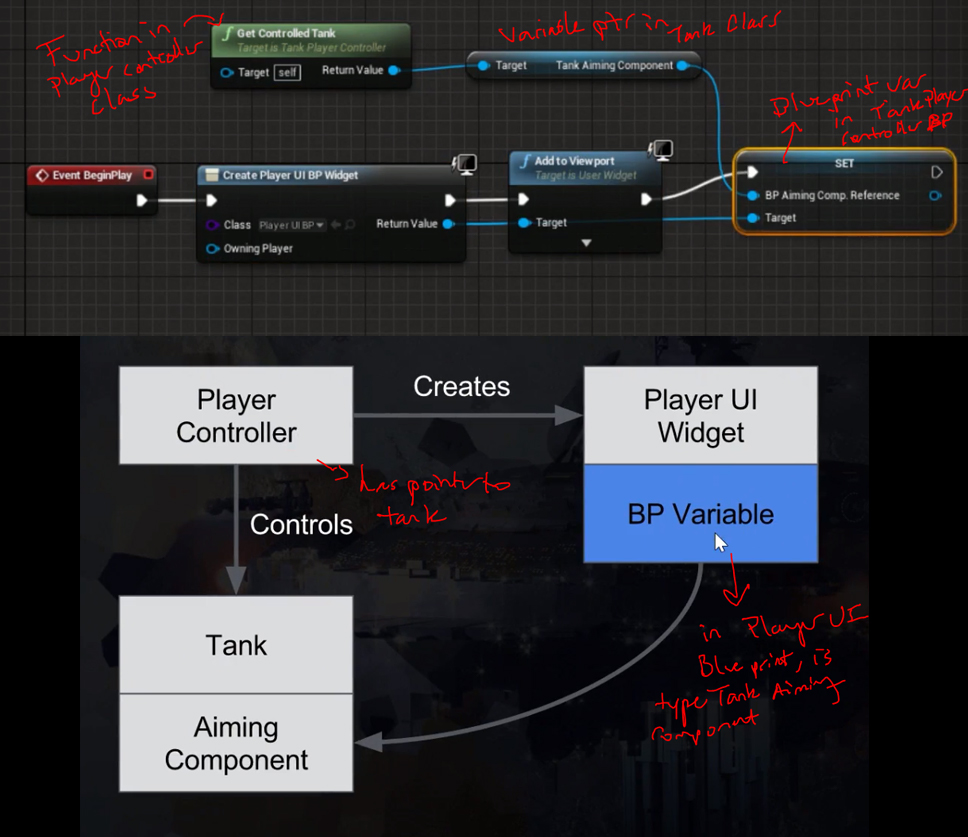 Function in
player controller
class
Get Controlled Tank
Target is Tank Player Controller
Target self Return Value
Variable ptr in Tank Class
Target Tank Aiming Component
Blueprint var
in TankPlayer
Controller BP
Event BeginPlay
Create Player UI BP Widget
Class Player UI BP
Return Value
Owning Player
Add to Viewport
Target is User Widget
Target
SET
BP Aiming Comp. Reference
Target
Player
Controller
Creates
Player UI
Widget
has pointer to
tank
Controls
BP Variable
Tank
Aiming
Component
in Player UI
Blueprint, is
type Tank Aiming
component